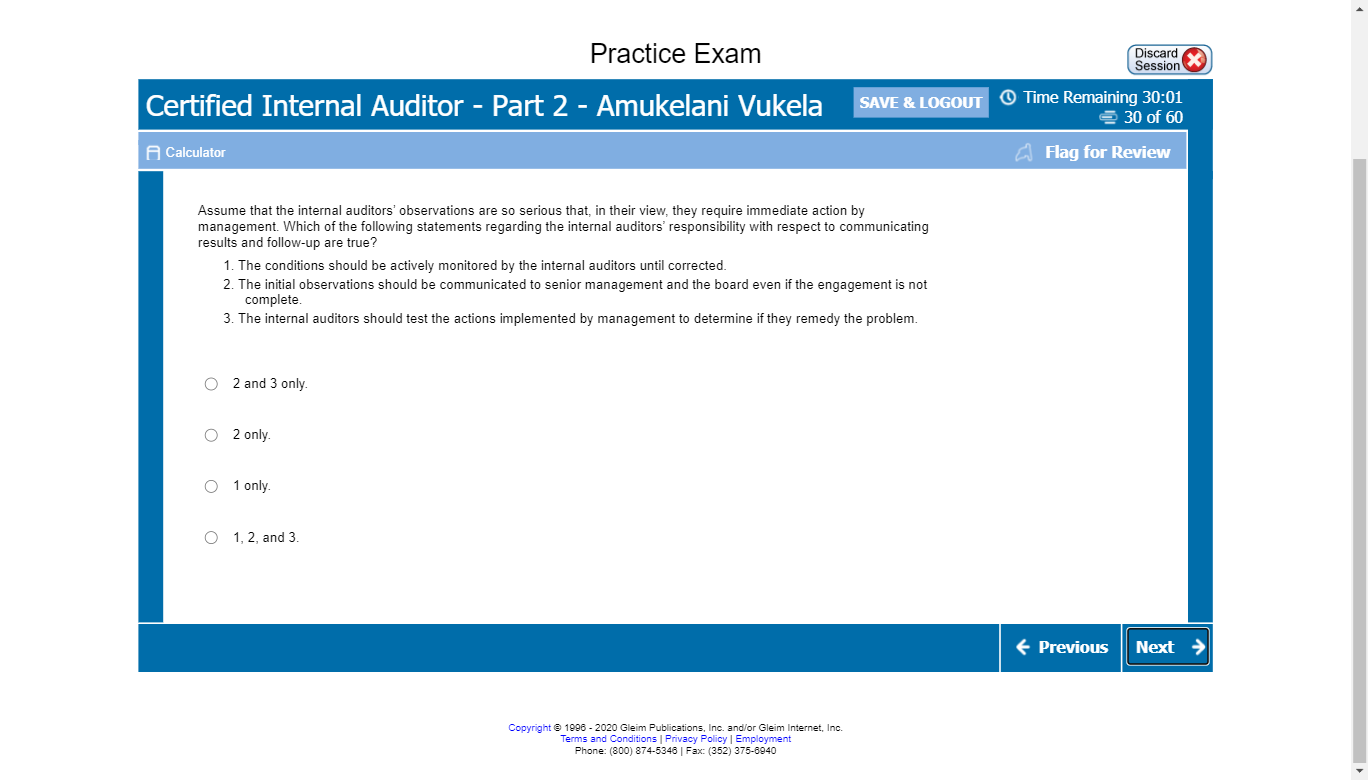 Practice Exam
Discard
Session
Certified Internal Auditor - Part 2 - Amukelani Vukela
SAVE & LOGOUT
Time Remaining 30:01
30 of 60
Calculator
Flag for Review
Assume that the internal auditors' observations are so serious that, in their view, they require immediate action by
management. Which of the following statements regarding the internal auditors' responsibility with respect to communicating
results and follow-up are true?
1. The conditions should be actively monitored by the internal auditors until corrected.
2. The initial observations should be communicated to senior management and the board even if the engagement is not
complete.
3. The internal auditors should test the actions implemented by management to determine if they remedy the problem.
2 and 3 only.
2 only.
1 only.
1, 2, and 3.
Previous
Next
Copyright © 1996 - 2020 Gleim Publications, Inc. and/or Gleim Internet, Inc.
Terms and Conditions | Privacy Policy | Employment
Phone: (800) 874-5346 | Fax: (352) 375-6940